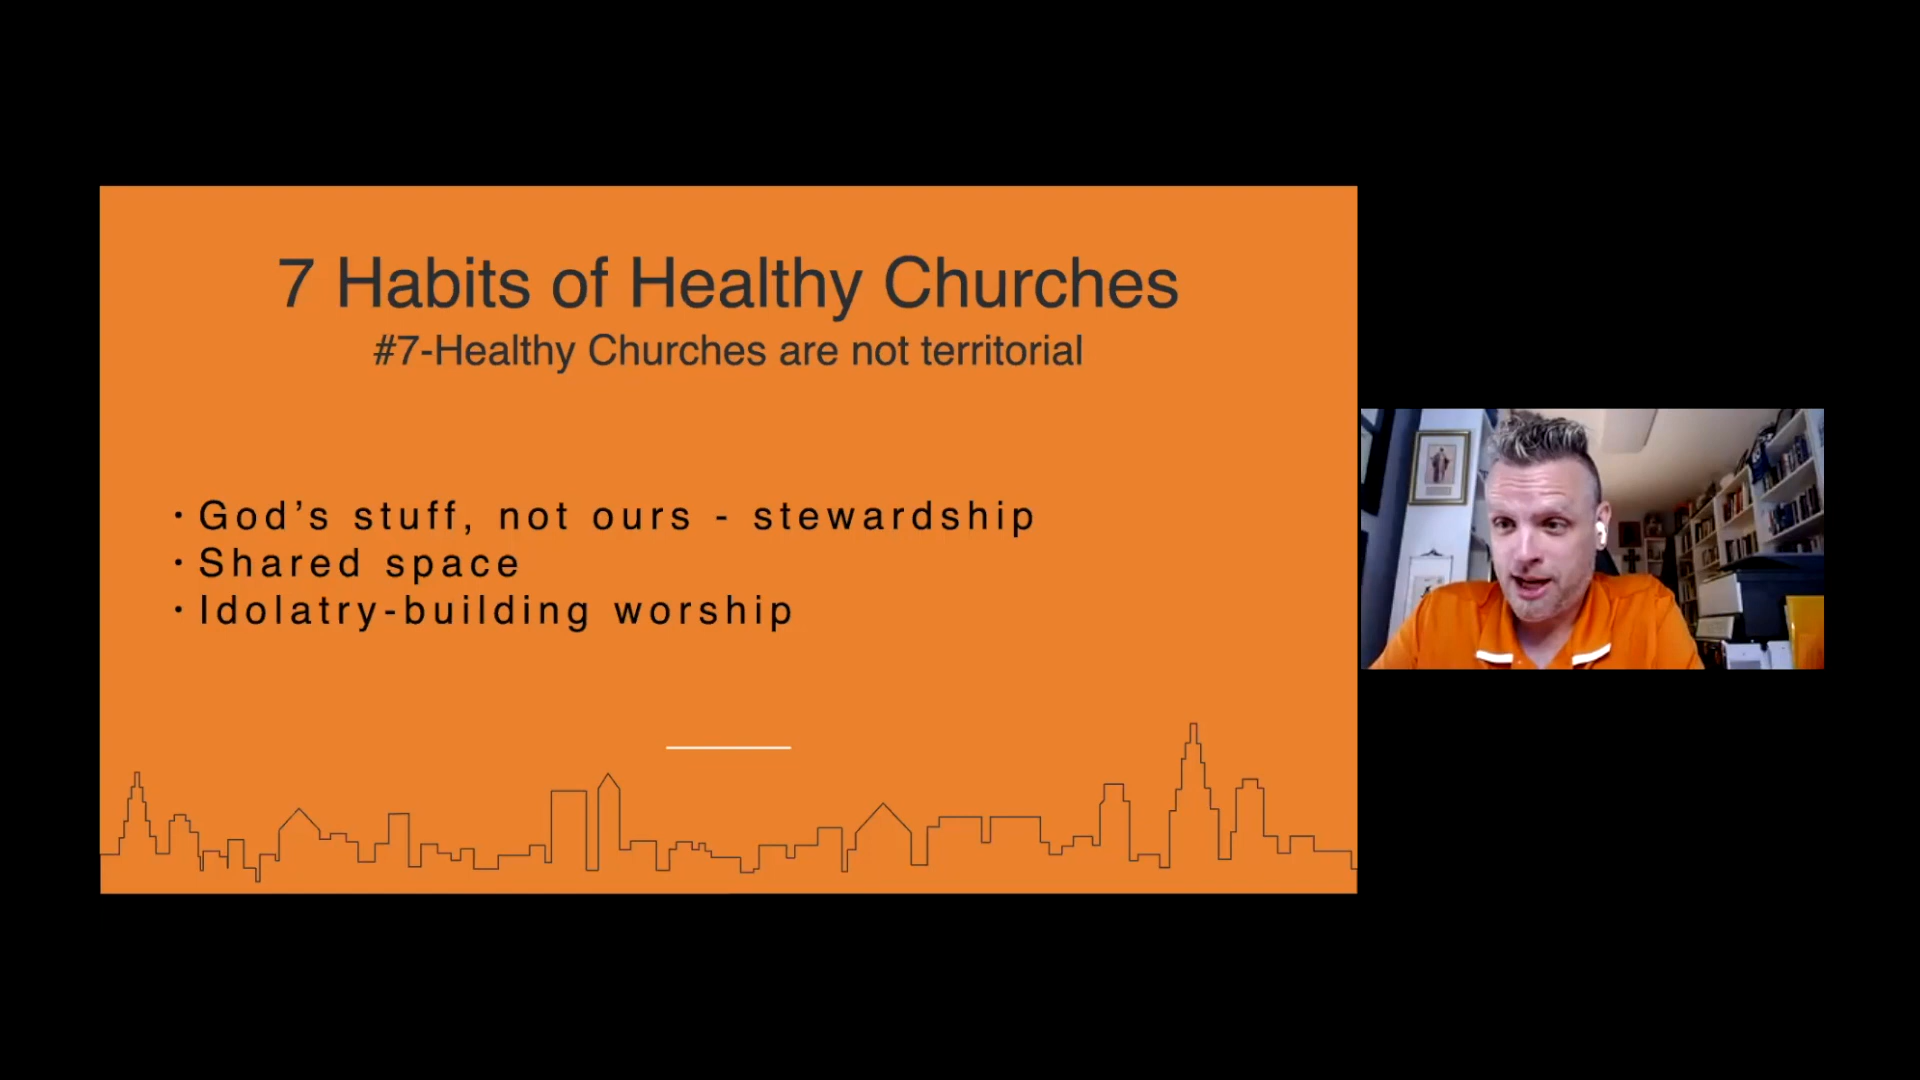 7 Habits of Healthy Churches
#7-Healthy Churches are not territorial
· God’s stuff, not ours - stewardship
· Shared space
· Idolatry-building worship